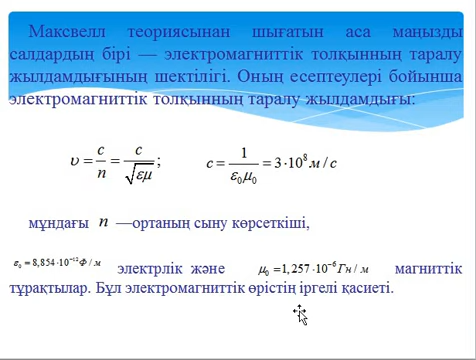 Максвелл теориясынан шығатын аса маңызды
салдардың бірі — электромагниттік толқынның таралу
жылдамдығының шектілігі. Оның есептеулері бойынша
электромагниттік толқынның таралу жылдамдығы:
υ = c/n = c/√εμ; c = 1/ε₀μ₀ = 3·10⁸ м/с
мұндағы n —ортаның сыну көрсеткіші,
ε₀ = 8,854·10⁻¹² Ф/м электрлік және μ₀ = 1,257·10⁻⁶ Гн/м магниттік
тұрақтылар. Бұл электромагниттік өрістің іргелі қасиеті.